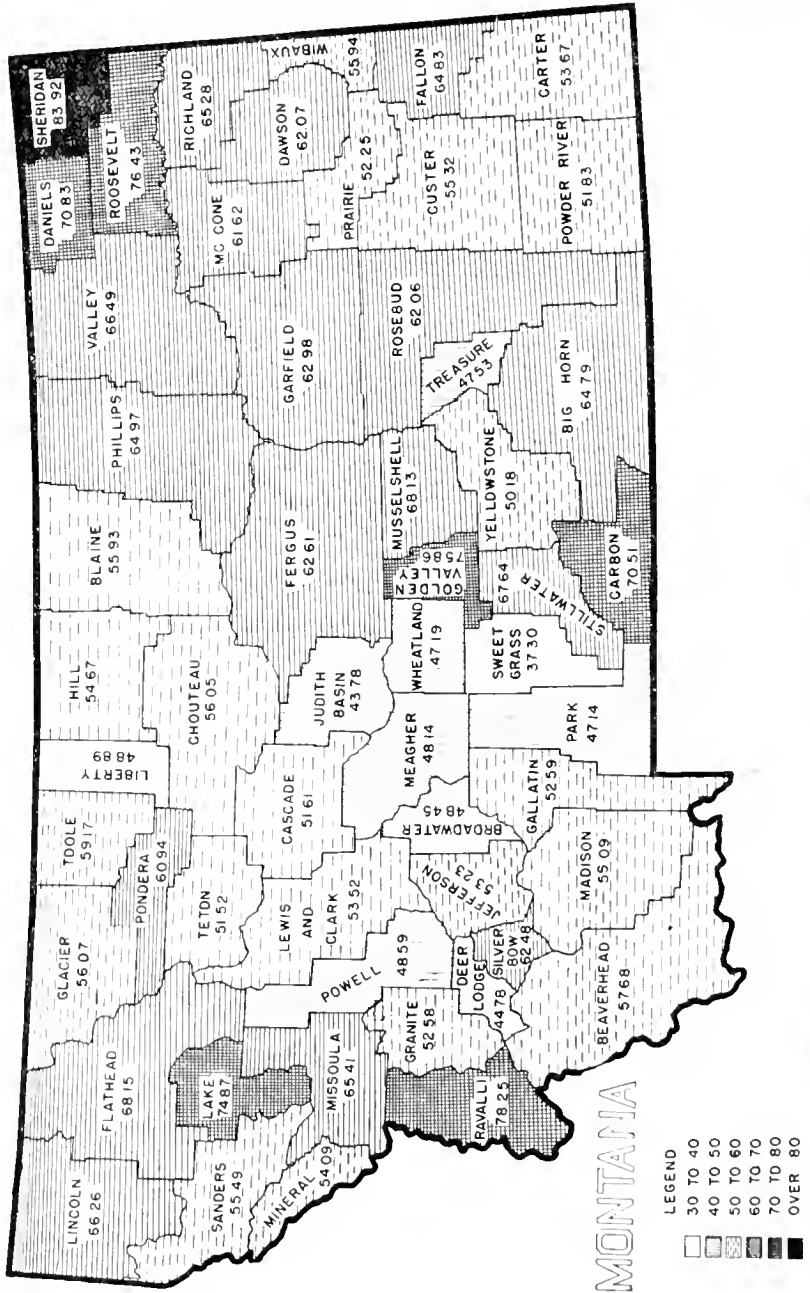 LINCOLN
66 26
FLATHEAD
68 15
GLACIER
56 07
TOOLE
59 17
LIBERTY
48 89
HILL
54 67
BLAINE
55 93
PHILLIPS
64 97
VALLEY
66 49
DANIELS
70 83
SHERIDAN
83 92
ROOSEVELT
76 43
SANDERS
55 49
LAKE
74 87
PONDERA
60 94
TETON
51 52
CHOUTEAU
56 05
RICHLAND
65 28
MC CONE
61 62
DAWSON
62 07
WIBAUX
55 94
MINERAL
54 09
MISSOULA
65 41
POWELL
48 59
LEWIS
AND
CLARK
53 52
CASCADE
51 61
JUDITH
BASIN
43 78
FERGUS
62 61
GARFIELD
62 98
PRAIRIE
52 25
GRANITE
52 58
DEER
LODGE
44 78
JEFFERSON
53 23
BROADWATER
48 45
MEAGHER
48 14
WHEATLAND
47 19
GOLDEN
VALLEY
75 86
MUSSELSHELL
68 13
ROSEBUD
62 06
CUSTER
55 32
FALLON
64 83
RAVALLI
78 25
SILVER
BOW
62 48
TREASURE
47 53
BEAVERHEAD
57 68
MADISON
55 09
GALLATIN
52 59
PARK
47 14
SWEET
GRASS
37 30
67 64
STILLWATER
YELLOWSTONE
50 18
CARBON
70 51
BIG HORN
64 79
POWDER RIVER
51 83
CARTER
53 67
MONTANA
LEGEND
30 TO 40
40 TO 50
50 TO 60
60 TO 70
70 TO 80
OVER 80